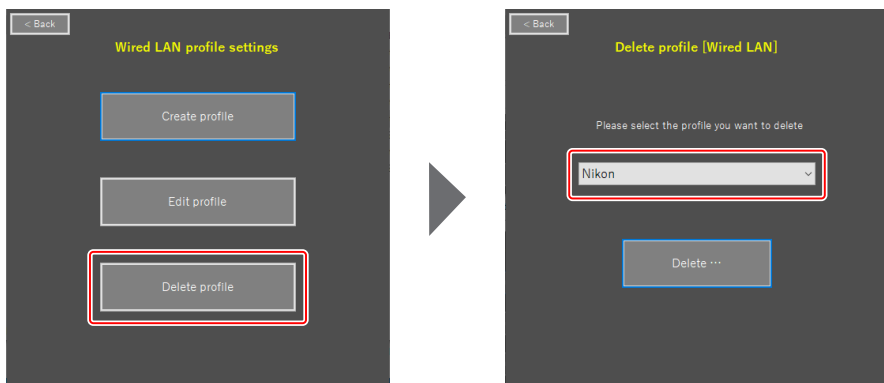 < Back
Wired LAN profile settings
Create profile
Edit profile
Delete profile
< Back
Delete profile [Wired LAN]
Please select the profile you want to delete
Nikon
Delete ⋯